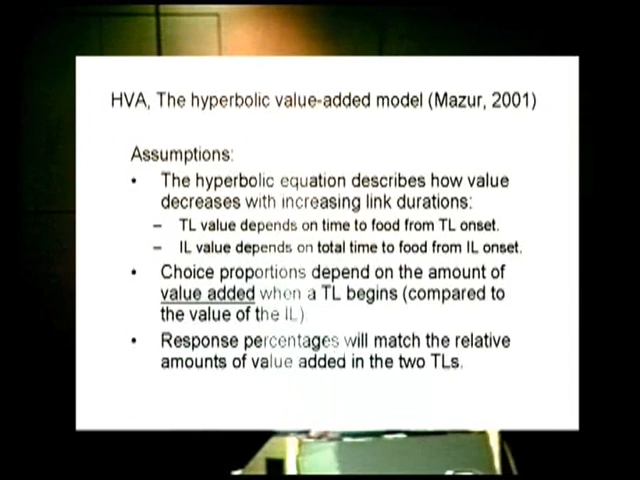 HVA, The hyperbolic value-added model (Mazur, 2001)
Assumptions:
• The hyperbolic equation describes how value
decreases with increasing link durations:
– TL value depends on time to food from TL onset.
– IL value depends on total time to food from IL onset.
• Choice proportions depend on the amount of
value added when a TL begins (compared to
the value of the IL)
• Response percentages will match the relative
amounts of value added in the two TLs.